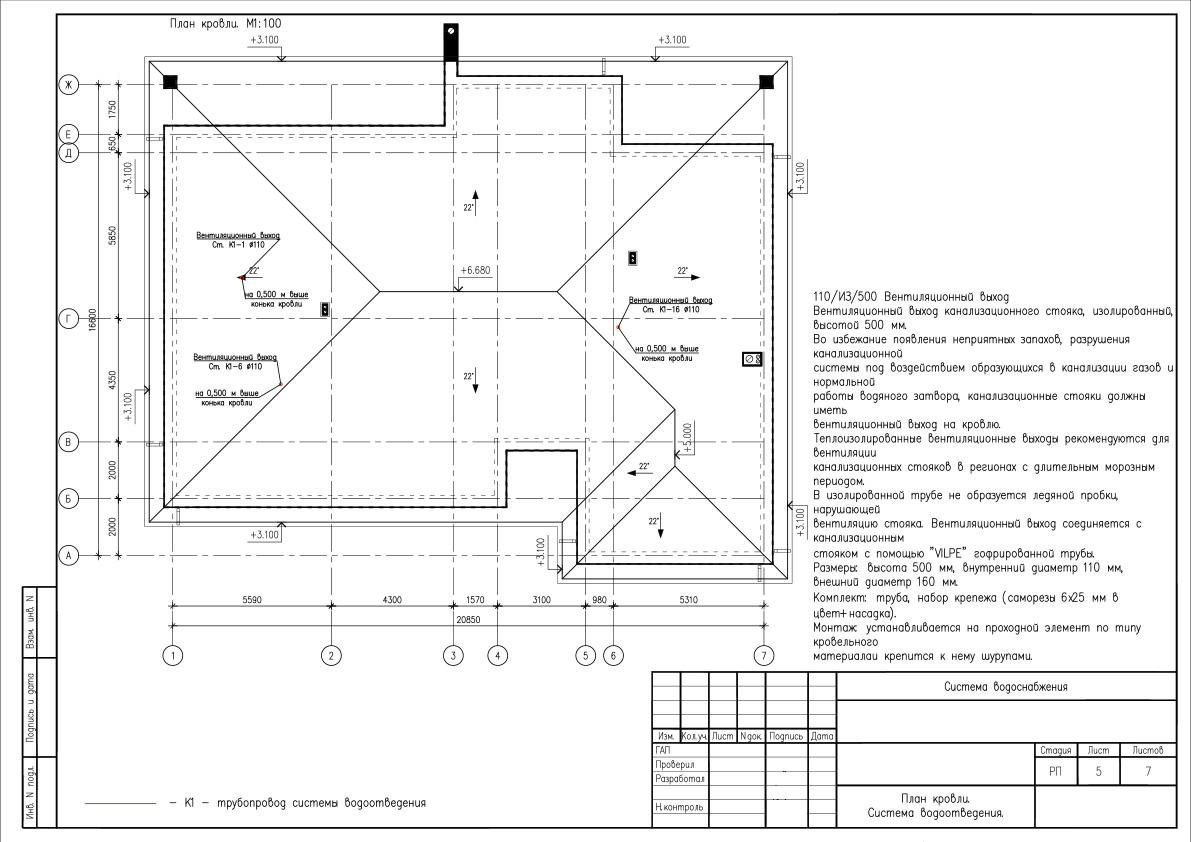 План кровли. М1:100
+3.100
+3.100
Ж
Е
Д
Г
В
Б
А
1750
650
5850
4350
2000
2000
16600
+3.100
+3.100
+3.100
+3.100
+3.100
+3.100
22°
22°
22°
22°
22°
22°
+6.680
+5.000
Вентиляционный выход
Ст. К1-1 ø110
на 0,500 м выше
конька кровли
Вентиляционный выход
Ст. К1-6 ø110
на 0,500 м выше
конька кровли
Вентиляционный выход
Ст. К1-16 ø110
на 0,500 м выше
конька кровли
5590
4300
1570
3100
980
5310
20850
1
2
3
4
5
6
7
110/ИЗ/500 Вентиляционный выход
Вентиляционный выход канализационного стояка, изолированный,
высотой 500 мм.
Во избежание появления неприятных запахов, разрушения
канализационной
системы под воздействием образующихся в канализации газов и
нормальной
работы водяного затвора, канализационные стояки должны
иметь
вентиляционный выход на кровлю.
Теплоизолированные вентиляционные выходы рекомендуются для
вентиляции
канализационных стояков в регионах с длительным морозным
периодом.
В изолированной трубе не образуется ледяной пробки,
нарушающей
вентиляцию стояка. Вентиляционный выход соединяется с
канализационным
стояком с помощью "VILPE" гофрированной трубы.
Размеры: высота 500 мм, внутренний диаметр 110 мм,
внешний диаметр 160 мм.
Комплект: труба, набор крепежа (саморезы 6х25 мм в
цвет+насадка).
Монтаж: устанавливается на проходной элемент по типу
кровельного
материалаи крепится к нему шурупами.
Взам. инв. N
Подпись и дата
Инв. N подл.
– К1 – трубопровод системы водоотведения
Система водоснабжения
Изм. Кол.уч. Лист N док. Подпись Дата
ГАП
Проверил
Разработал
Н.контроль
Стадия Лист Листов
РП 5 7
План кровли.
Система водоотведения.